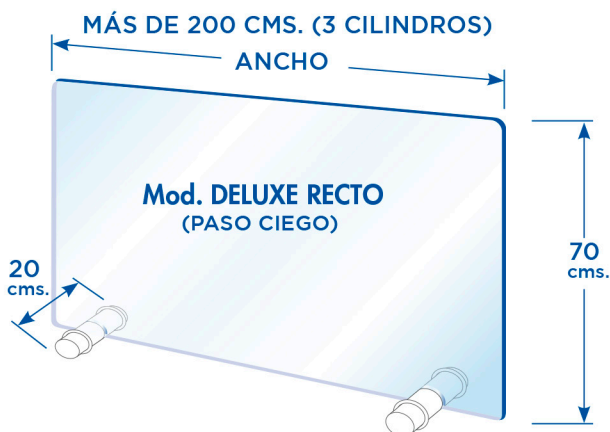 MÁS DE 200 CMS. (3 CILINDROS)
ANCHO
Mod. DELUXE RECTO
(PASO CIEGO)
20
cms.
70
cms.